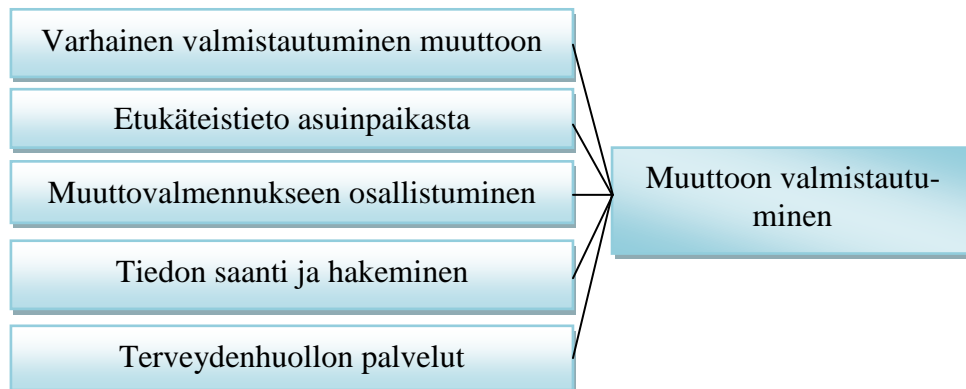 Varhainen valmistautuminen muuttoon
Etukäteistieto asuinpaikasta
Muuttovalmennukseen osallistuminen
Tiedon saanti ja hakeminen
Terveydenhuollon palvelut
Muuttoon valmistautu-
minen